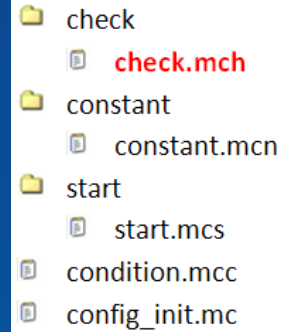 check
check.mch
constant
constant.mcn
start
start.mcs
condition.mcc
config_init.mc